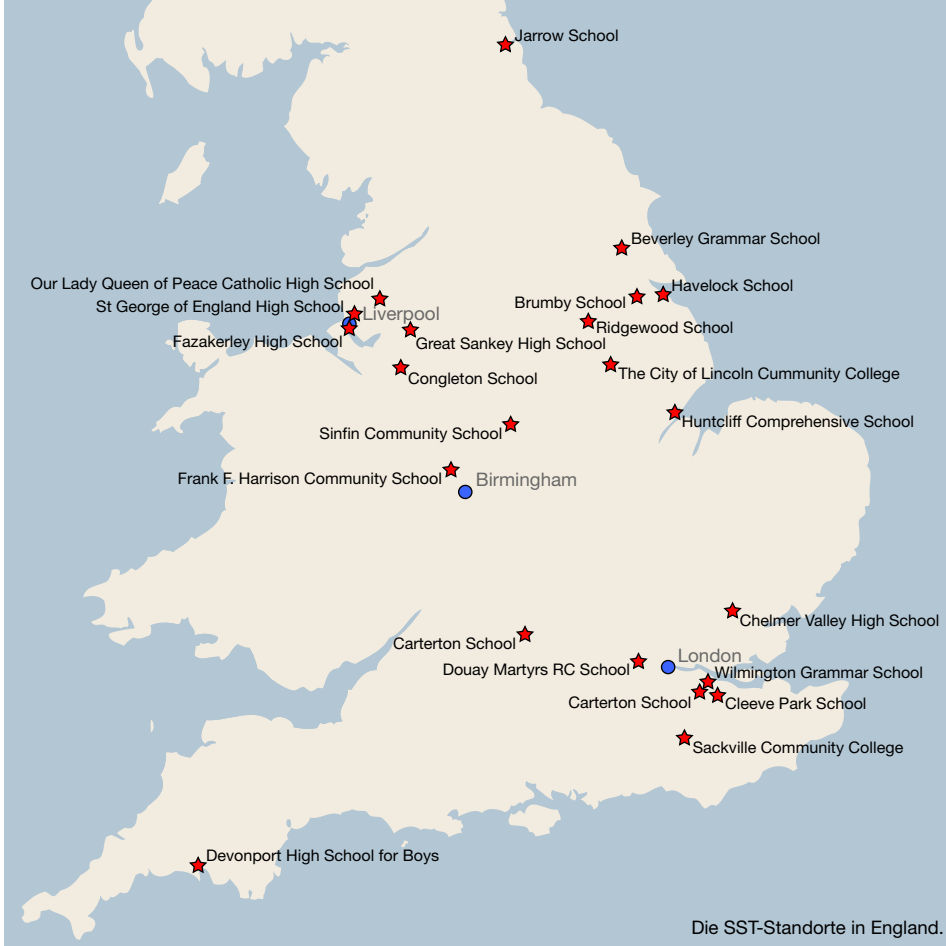 Jarrow School
Beverley Grammar School
Our Lady Queen of Peace Catholic High School
Havelock School
Brumby School
St George of England High School
Liverpool
Ridgewood School
Fazakerley High School
Great Sankey High School
The City of Lincoln Cummunity College
Congleton School
Huntcliff Comprehensive School
Sinfin Community School
Frank F. Harrison Community School
Birmingham
Chelmer Valley High School
Carterton School
London
Douay Martyrs RC School
Wilmington Grammar School
Carterton School
Cleeve Park School
Sackville Community College
Devonport High School for Boys
Die SST-Standorte in England.